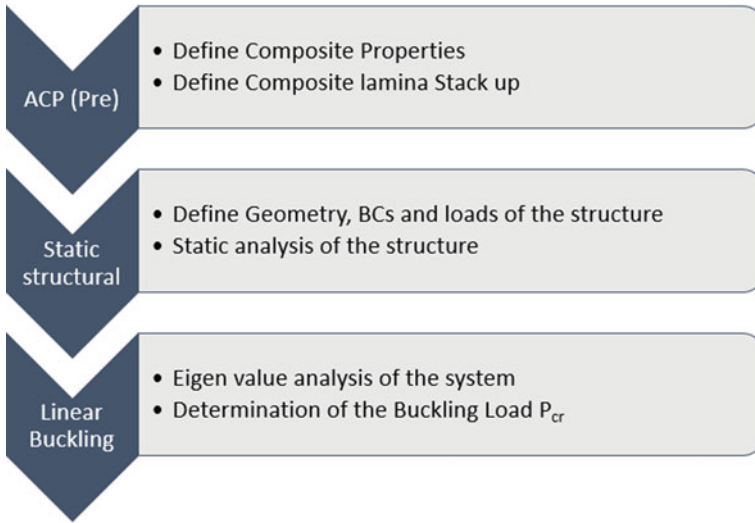 ACP (Pre)
• Define Composite Properties
• Define Composite lamina Stack up
Static
structural
• Define Geometry, BCs and loads of the structure
• Static analysis of the structure
Linear
Buckling
• Eigen value analysis of the system
• Determination of the Buckling Load Pcr